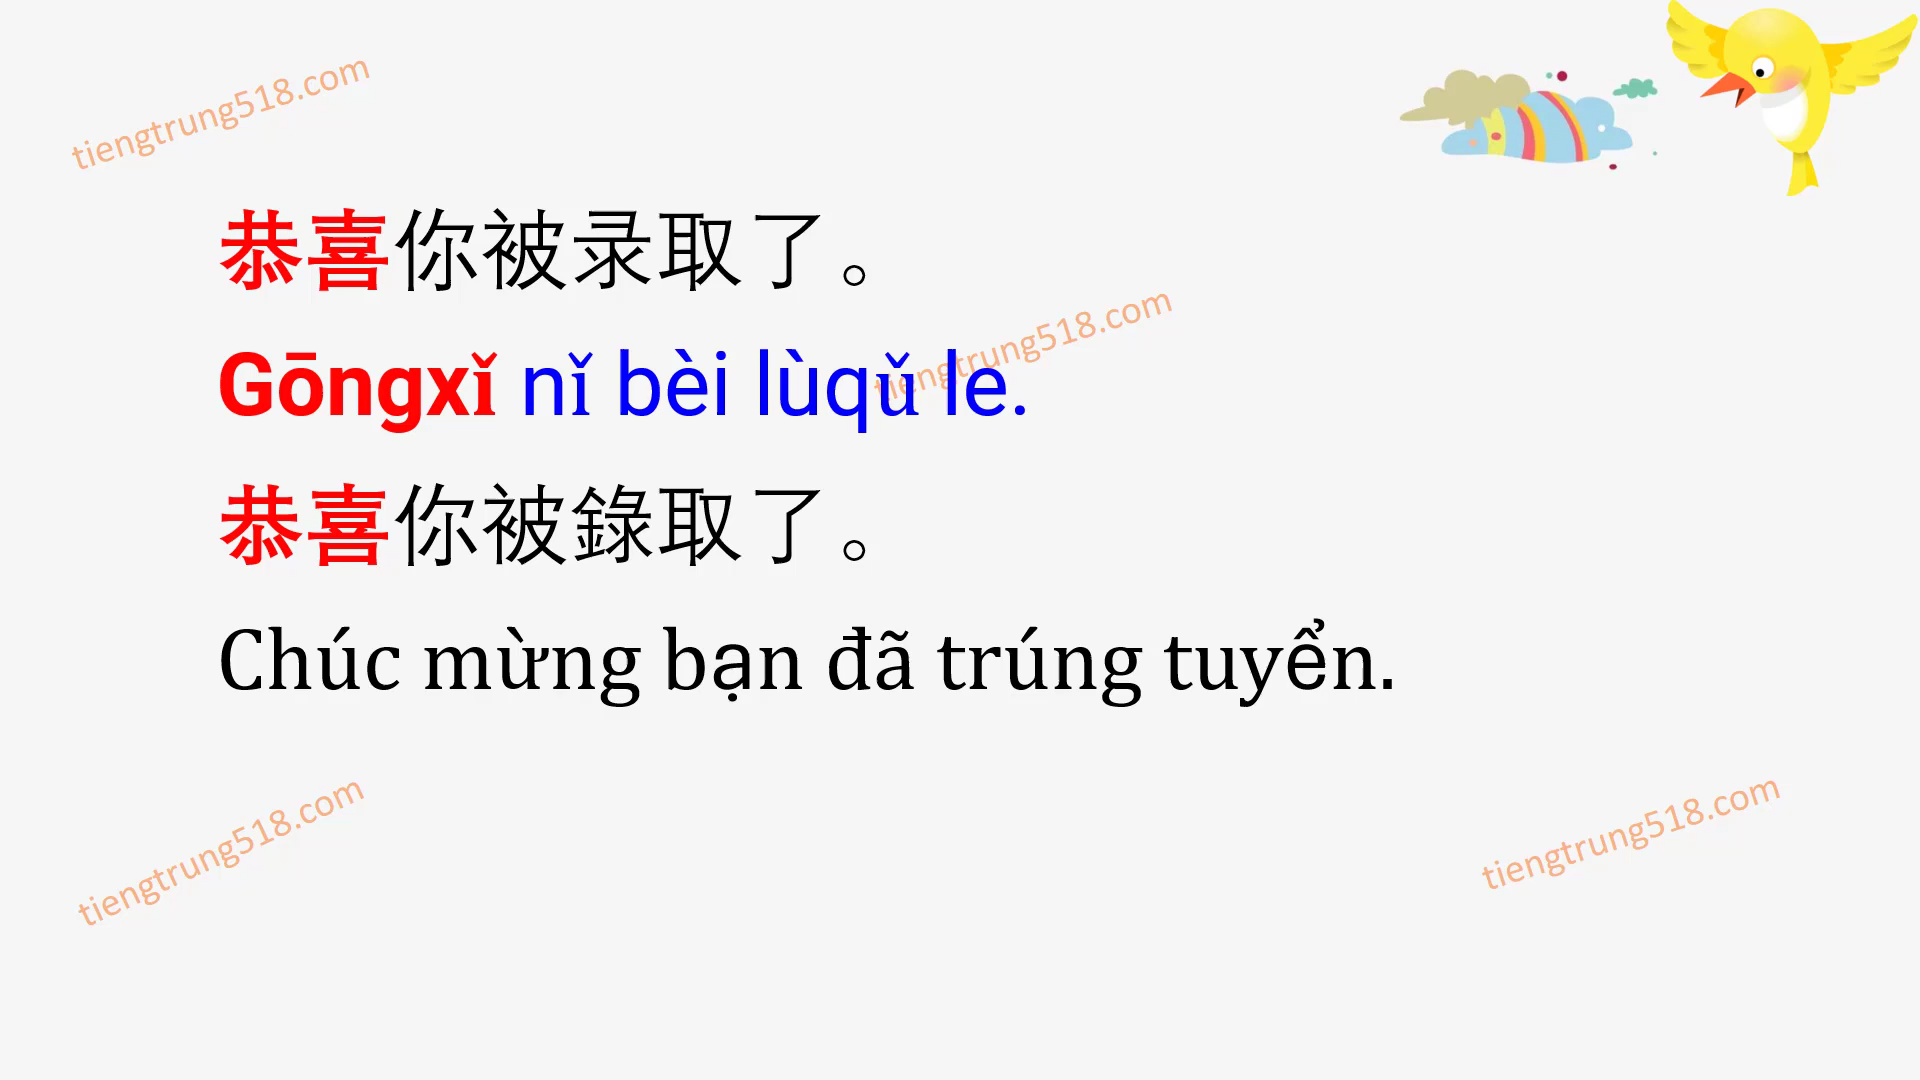 tiengtrung518.com
恭喜你被录取了。
Gōngxǐ nǐ bèi lùqǔ le.
tiengtrung518.com
恭喜你被錄取了。
Chúc mừng bạn đã trúng tuyển.
tiengtrung518.com
tiengtrung518.com